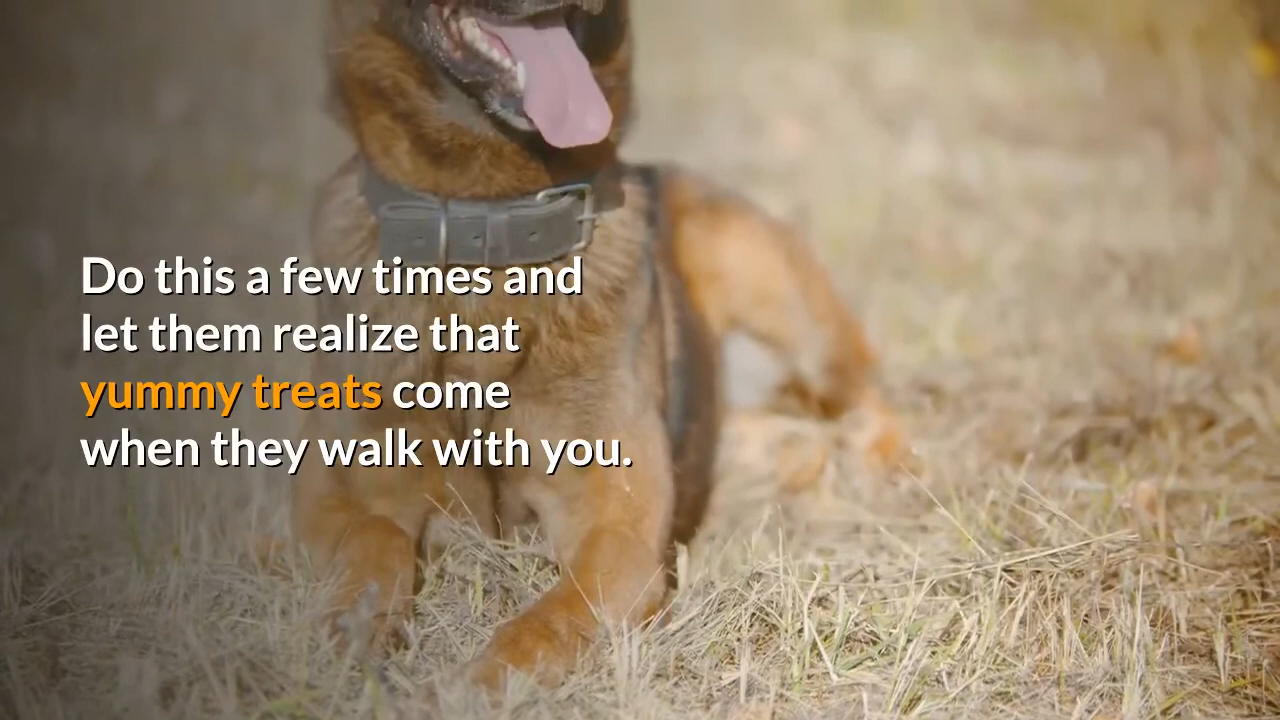 Do this a few times and
let them realize that
yummy treats come
when they walk with you.